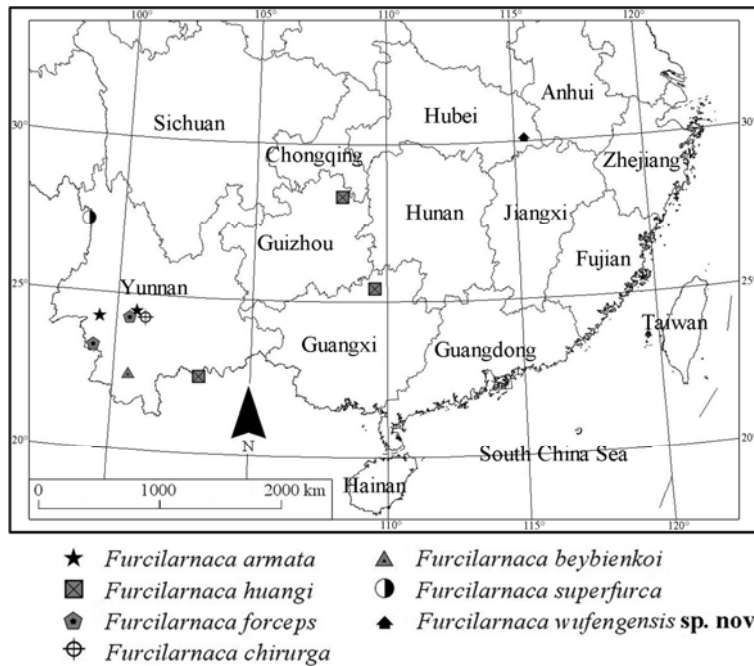 100° 105° 110° 115° 120°
Anhui
Hubei
Sichuan
30° 30°
Chongqing
Zhejiang
Hunan
Jiangxi
Guizhou
Fujian
25° 25°
Yunnan
Taiwan
Guangxi
Guangdong
20° 20°
N
South China Sea
Hainan
0 1000 2000 km
110° 115° 120°
Furcilarnaca armata
Furcilarnaca beybienkoi
Furcilarnaca huangi
Furcilarnaca superfurca
Furcilarnaca forceps
Furcilarnaca wufengensis sp. nov
Furcilarnaca chirurga